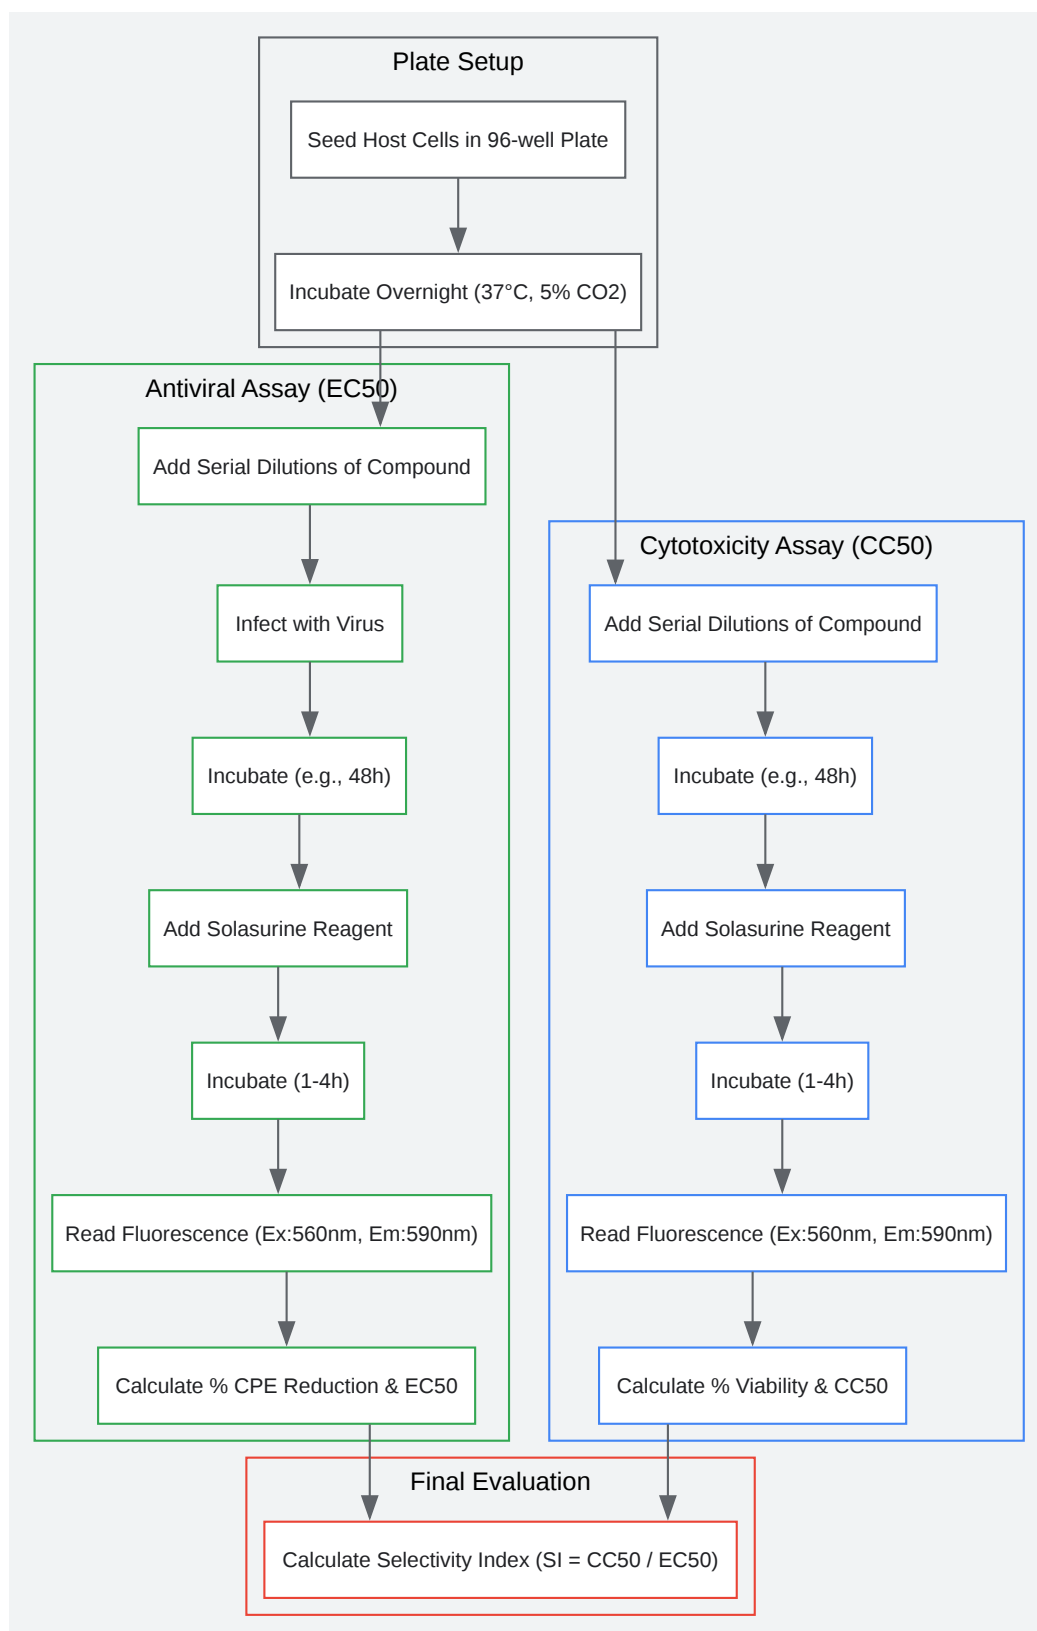 Plate Setup
Seed Host Cells in 96-well Plate
Incubate Overnight (37°C, 5% CO2)
Antiviral Assay (EC50)
Add Serial Dilutions of Compound
Infect with Virus
Incubate (e.g., 48h)
Add Solasurine Reagent
Incubate (1-4h)
Read Fluorescence (Ex:560nm, Em:590nm)
Calculate % CPE Reduction & EC50
Cytotoxicity Assay (CC50)
Add Serial Dilutions of Compound
Incubate (e.g., 48h)
Add Solasurine Reagent
Incubate (1-4h)
Read Fluorescence (Ex:560nm, Em:590nm)
Calculate % Viability & CC50
Final Evaluation
Calculate Selectivity Index (SI = CC50 / EC50)